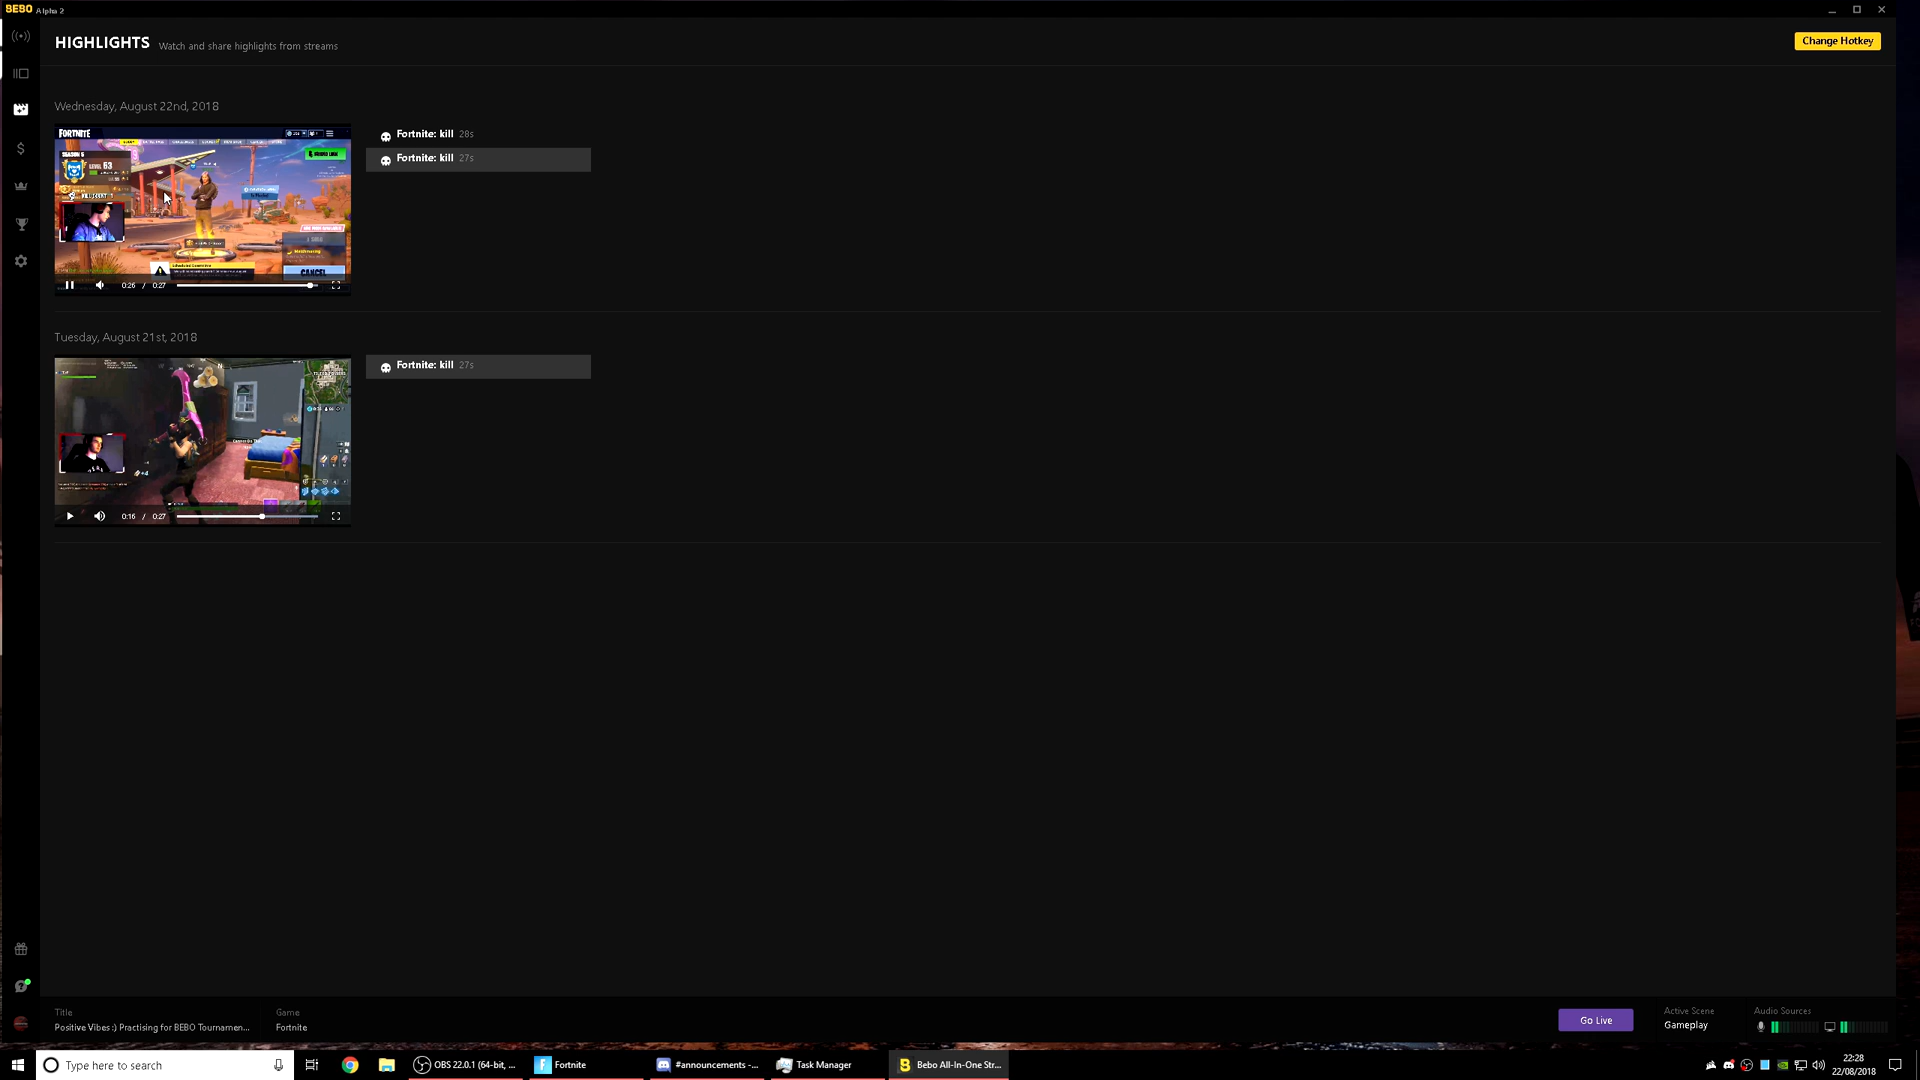 BEBO Alpha 2
HIGHLIGHTS Watch and share highlights from streams
Change Hotkey
Wednesday, August 22nd, 2018
FORTNITE
SEASON 5
LEVEL 63
CANCEL
0:26 / 0:27
Fortnite: kill 28s
Fortnite: kill 27s
Tuesday, August 21st, 2018
Fortnite: kill 27s
0:16 / 0:27
Title
Positive Vibes :) Practising for BEBO Tournamen...
Game
Fortnite
Go Live
Active Scene
Gameplay
Audio Sources
Type here to search
OBS 22.0.1 (64-bit, ...
Fortnite
#announcements -...
Task Manager
Bebo All-In-One Str...
22:28
22/08/2018